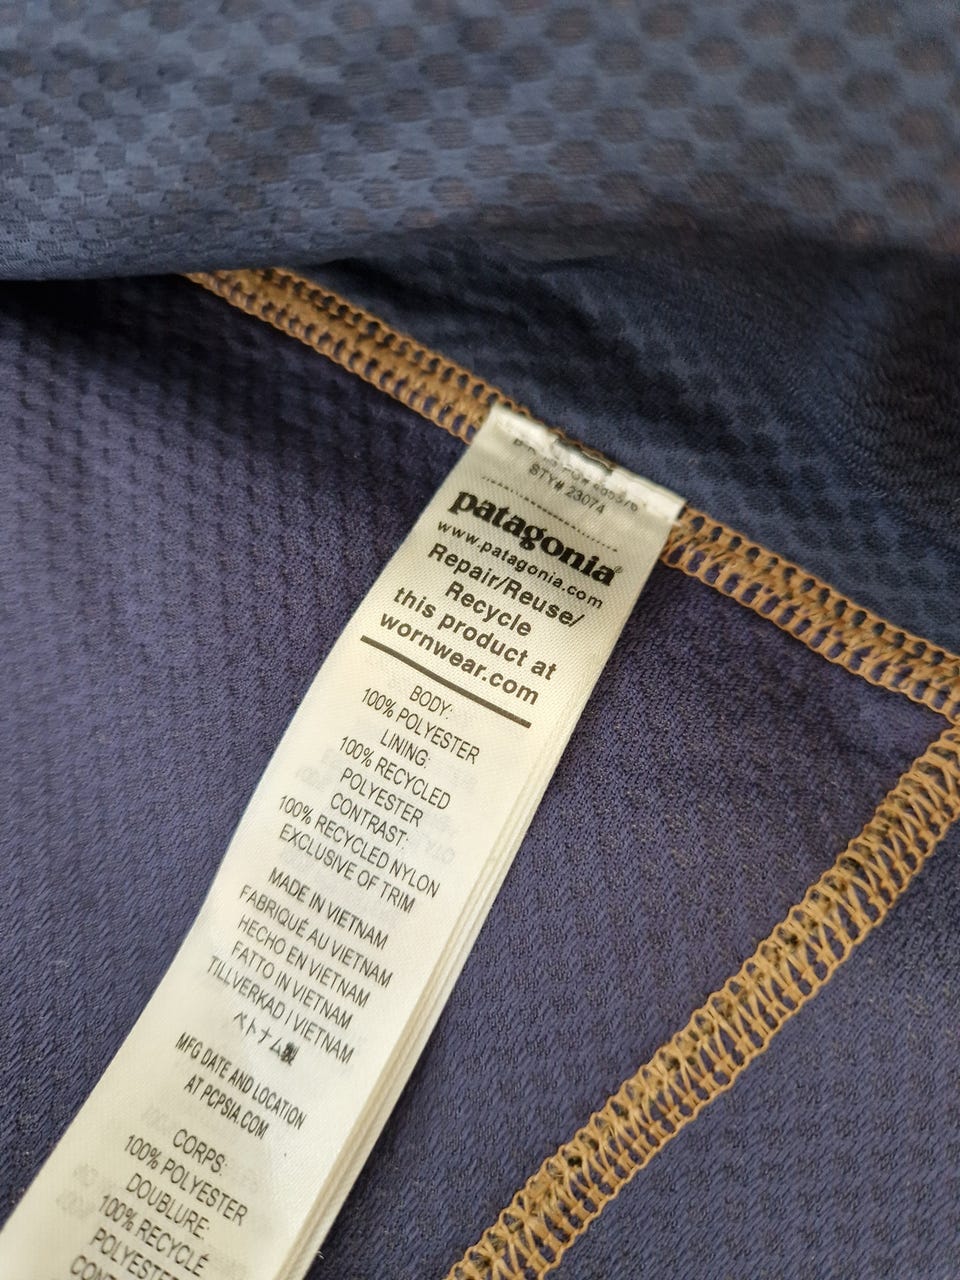 STY# 23074
patagonia®
www.patagonia.com
Repair/Reuse/
Recycle
this product at
wornwear.com
BODY:
100% POLYESTER
LINING:
100% RECYCLED
POLYESTER
CONTRAST:
100% RECYCLED NYLON
EXCLUSIVE OF TRIM
MADE IN VIETNAM
FABRIQUÉ AU VIETNAM
HECHO EN VIETNAM
FATTO IN VIETNAM
TILLVERKAD I VIETNAM
ベトナム製
MFG DATE AND LOCATION
AT PCPSIA.COM
CORPS:
100% POLYESTER
DOUBLURE:
100% RECYCLÉ
POLYESTER